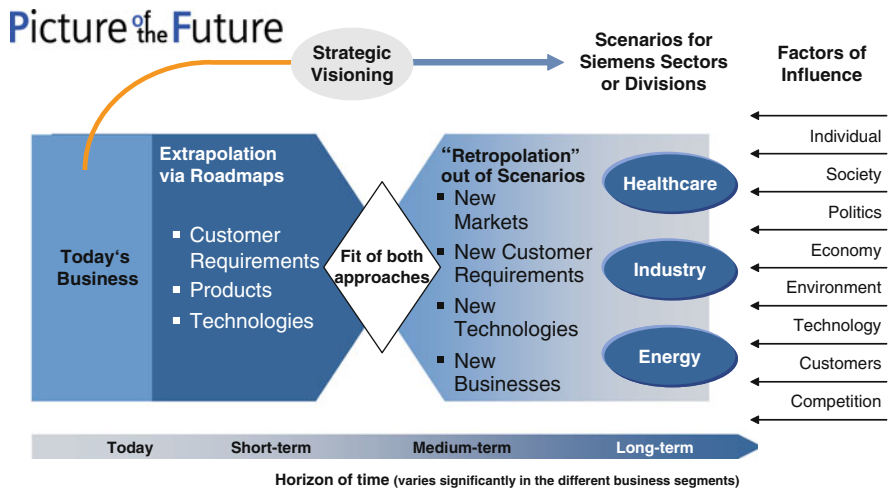 Picture of the Future
Strategic
Visioning
Scenarios for
Siemens Sectors
or Divisions
Factors of
Influence
Today's
Business
Extrapolation
via Roadmaps
▪ Customer
Requirements
▪ Products
▪ Technologies
Fit of both
approaches
“Retropolation”
out of Scenarios
▪ New
Markets
▪ New Customer
Requirements
▪ New
Technologies
▪ New
Businesses
Healthcare
Industry
Energy
Individual
Society
Politics
Economy
Environment
Technology
Customers
Competition
Today Short-term Medium-term Long-term
Horizon of time (varies significantly in the different business segments)